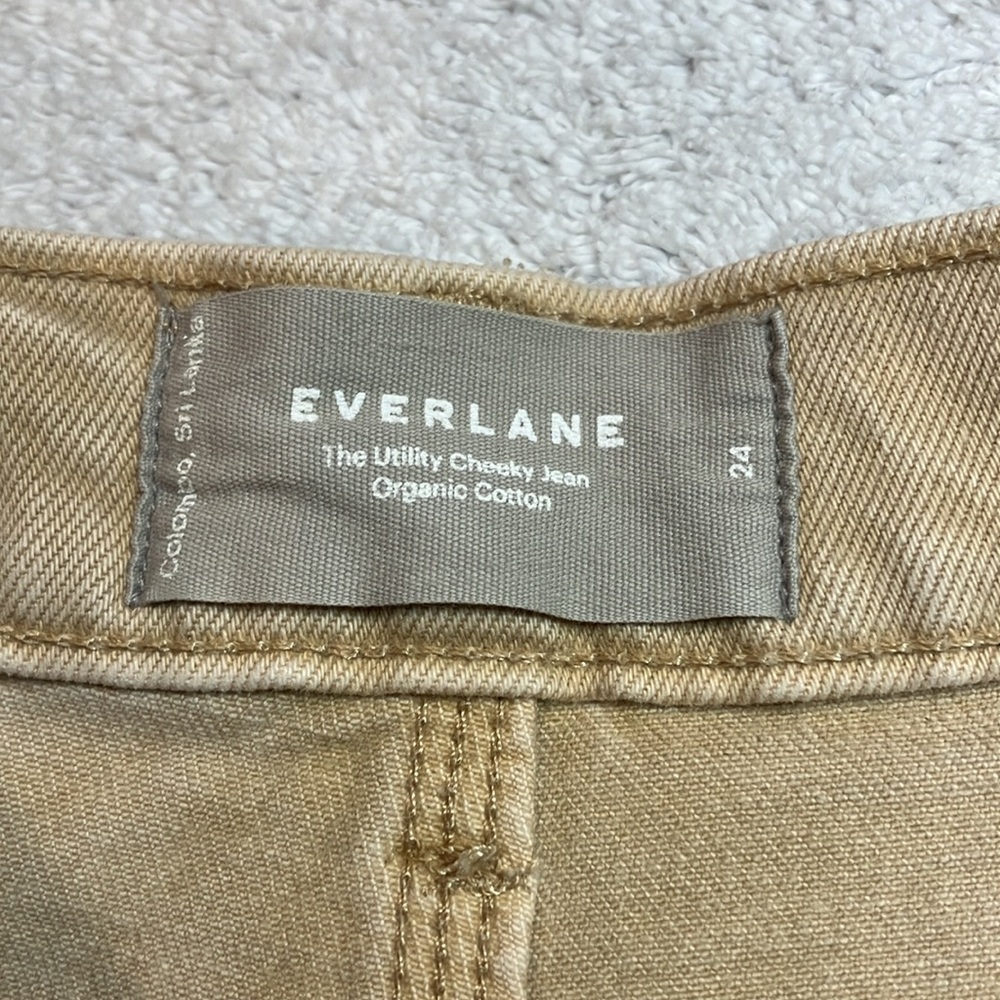 EVERLANE
The Utility Cheeky Jean
Organic Cotton
24
Colombo, Sri Lanka